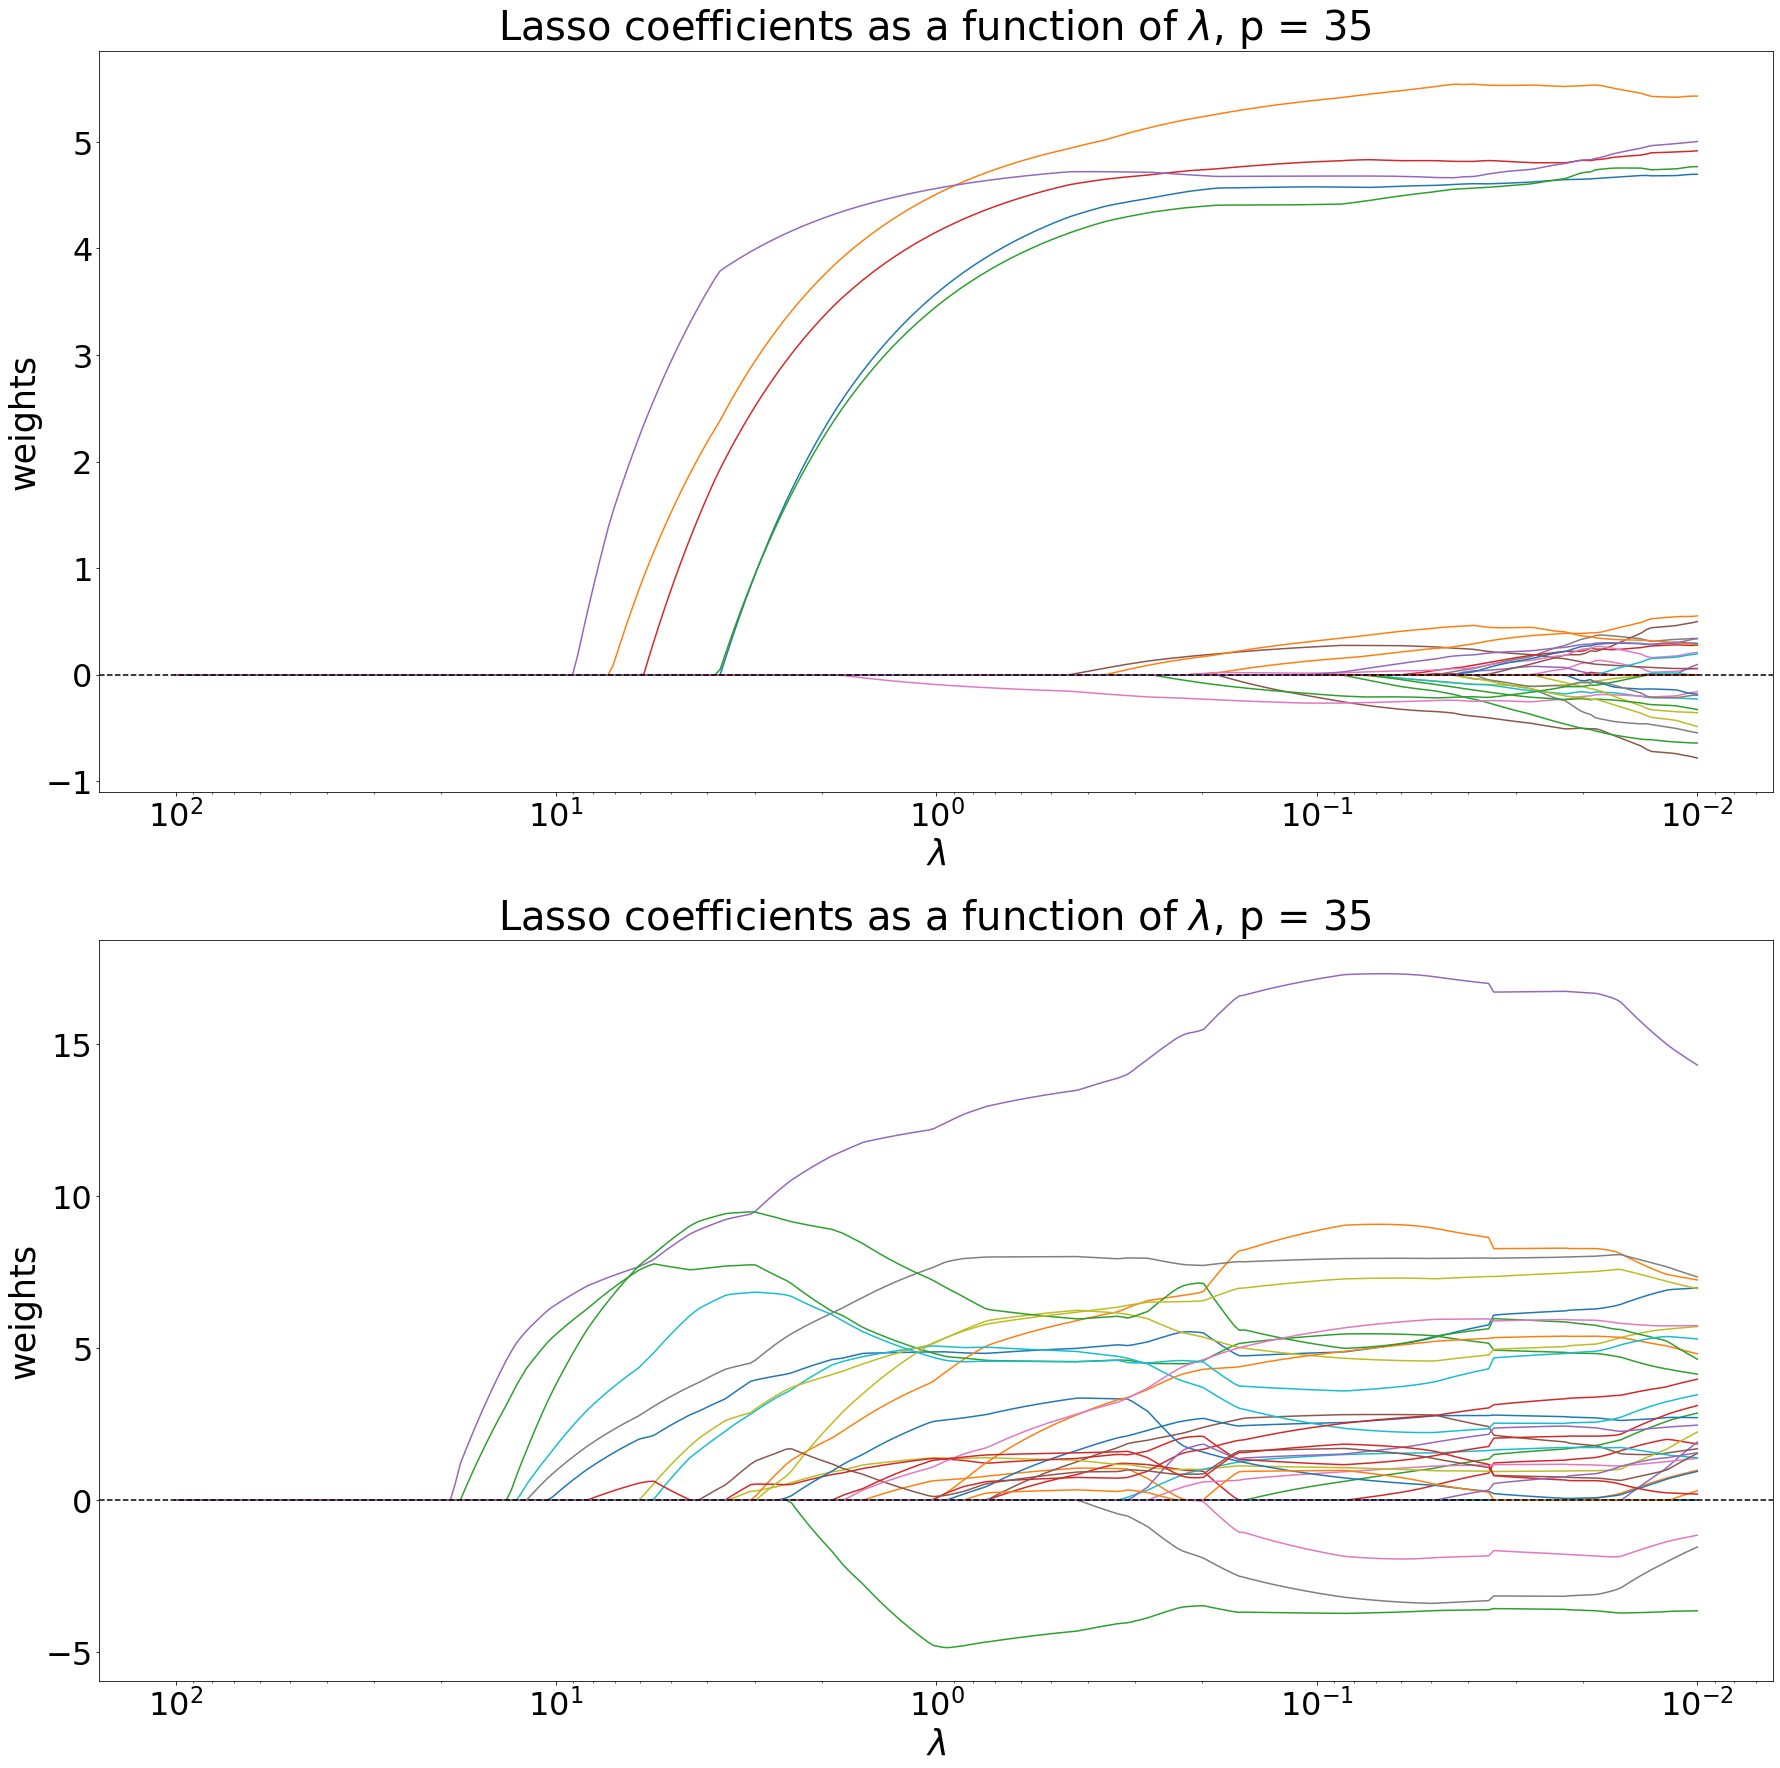 Lasso coefficients as a function of λ, p = 35
weights
5
4
3
2
1
0
−1
10² 10¹ 10⁰ 10⁻¹ 10⁻²
λ
Lasso coefficients as a function of λ, p = 35
weights
15
10
5
0
−5
10² 10¹ 10⁰ 10⁻¹ 10⁻²
λ